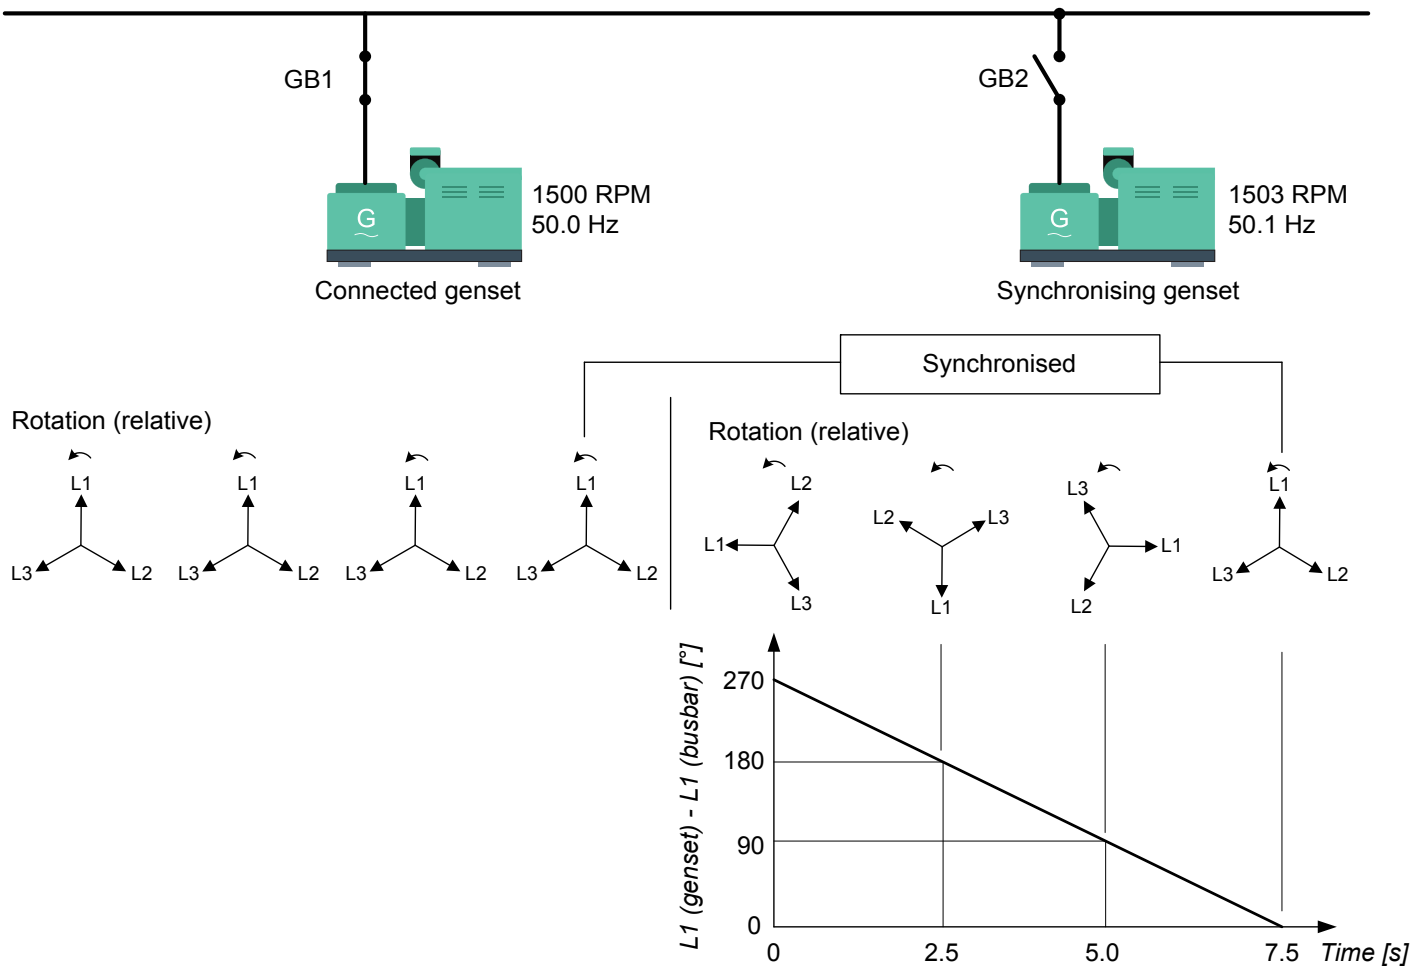 GB1
GB2
G
1500 RPM
50.0 Hz
G
1503 RPM
50.1 Hz
Connected genset
Synchronising genset
Synchronised
Rotation (relative)
Rotation (relative)
L1
L3
L2
L1
L3
L2
L1
L3
L2
L1
L3
L2
L2
L1
L3
L2
L3
L1
L3
L1
L2
L1
L3
L2
L1 (genset) - L1 (busbar) [°]
270
180
90
0
0
2.5
5.0
7.5
Time [s]